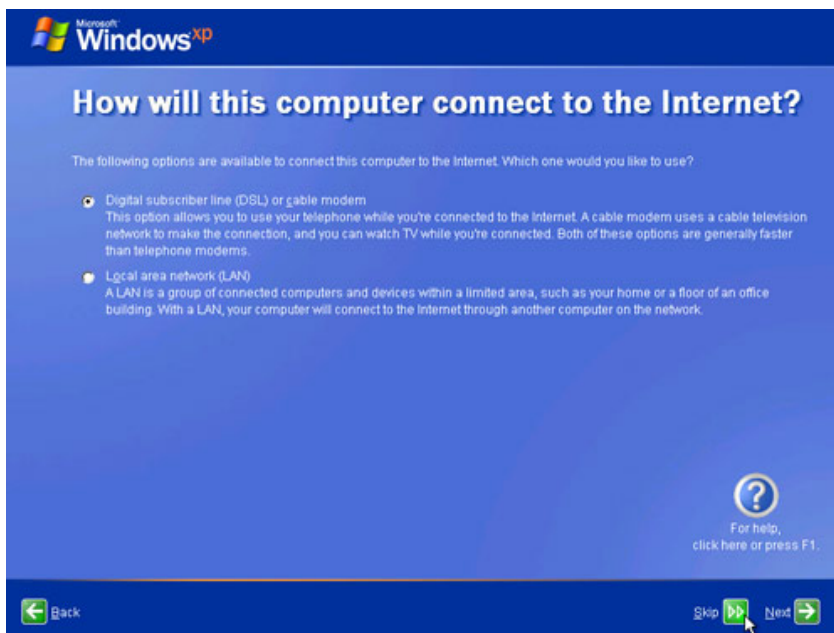 Microsoft
Windows xp
How will this computer connect to the Internet?
The following options are available to connect this computer to the Internet. Which one would you like to use?
Digital subscriber line (DSL) or cable modem
This option allows you to use your telephone while you're connected to the Internet. A cable modem uses a cable television
network to make the connection, and you can watch TV while you're connected. Both of these options are generally faster
than telephone modems.
Local area network (LAN)
A LAN is a group of connected computers and devices within a limited area, such as your home or a floor of an office
building. With a LAN, your computer will connect to the Internet through another computer on the network.
?
For help,
click here or press F1.
Back
Skip
Next